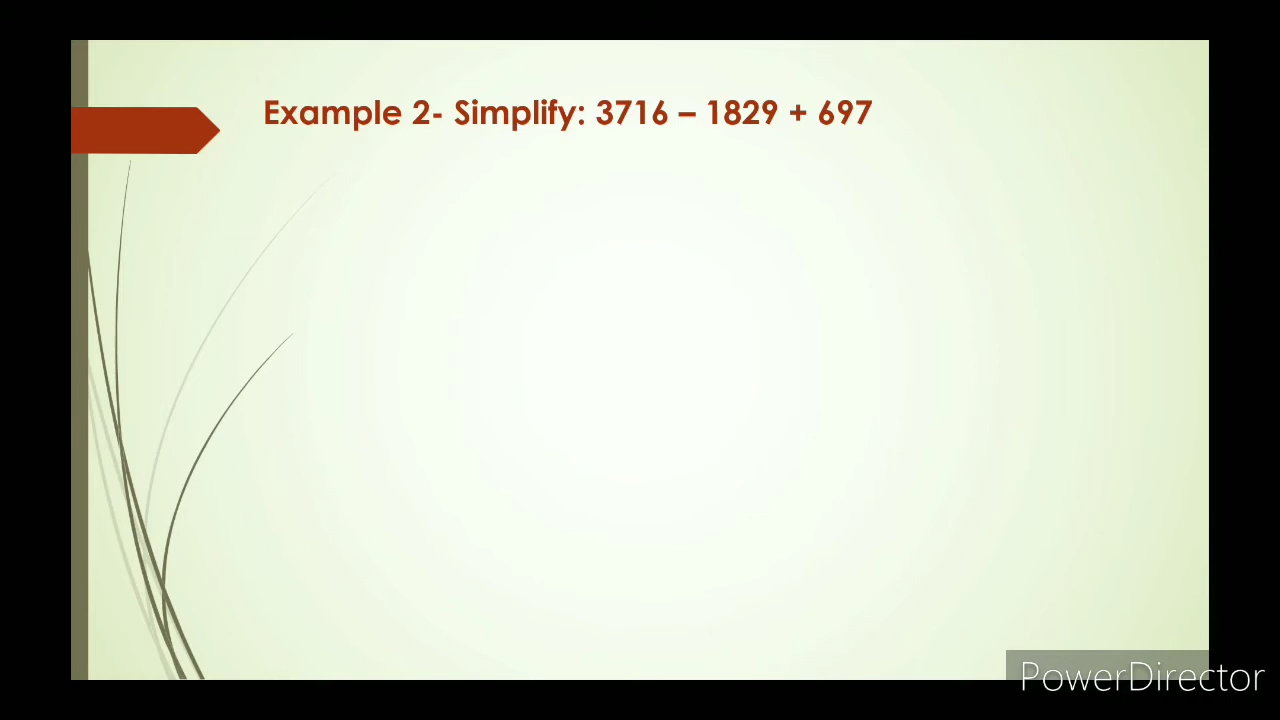 Example 2- Simplify: 3716 – 1829 + 697
PowerDirector